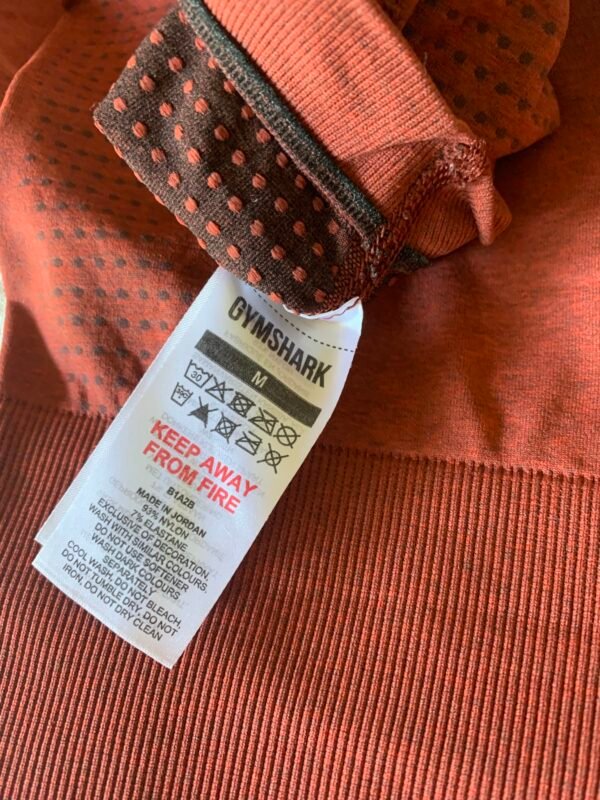 GYMSHARK
M
30
KEEP AWAY
FROM FIRE
B1A2B
MADE IN JORDAN
93% NYLON
7% ELASTANE
EXCLUSIVE OF DECORATION.
WASH WITH SIMILAR COLOURS,
DO NOT USE SOFTENER
WASH DARK COLOURS
SEPARATELY
COOL WASH, DO NOT BLEACH,
DO NOT TUMBLE DRY, DO NOT
IRON, DO NOT DRY CLEAN